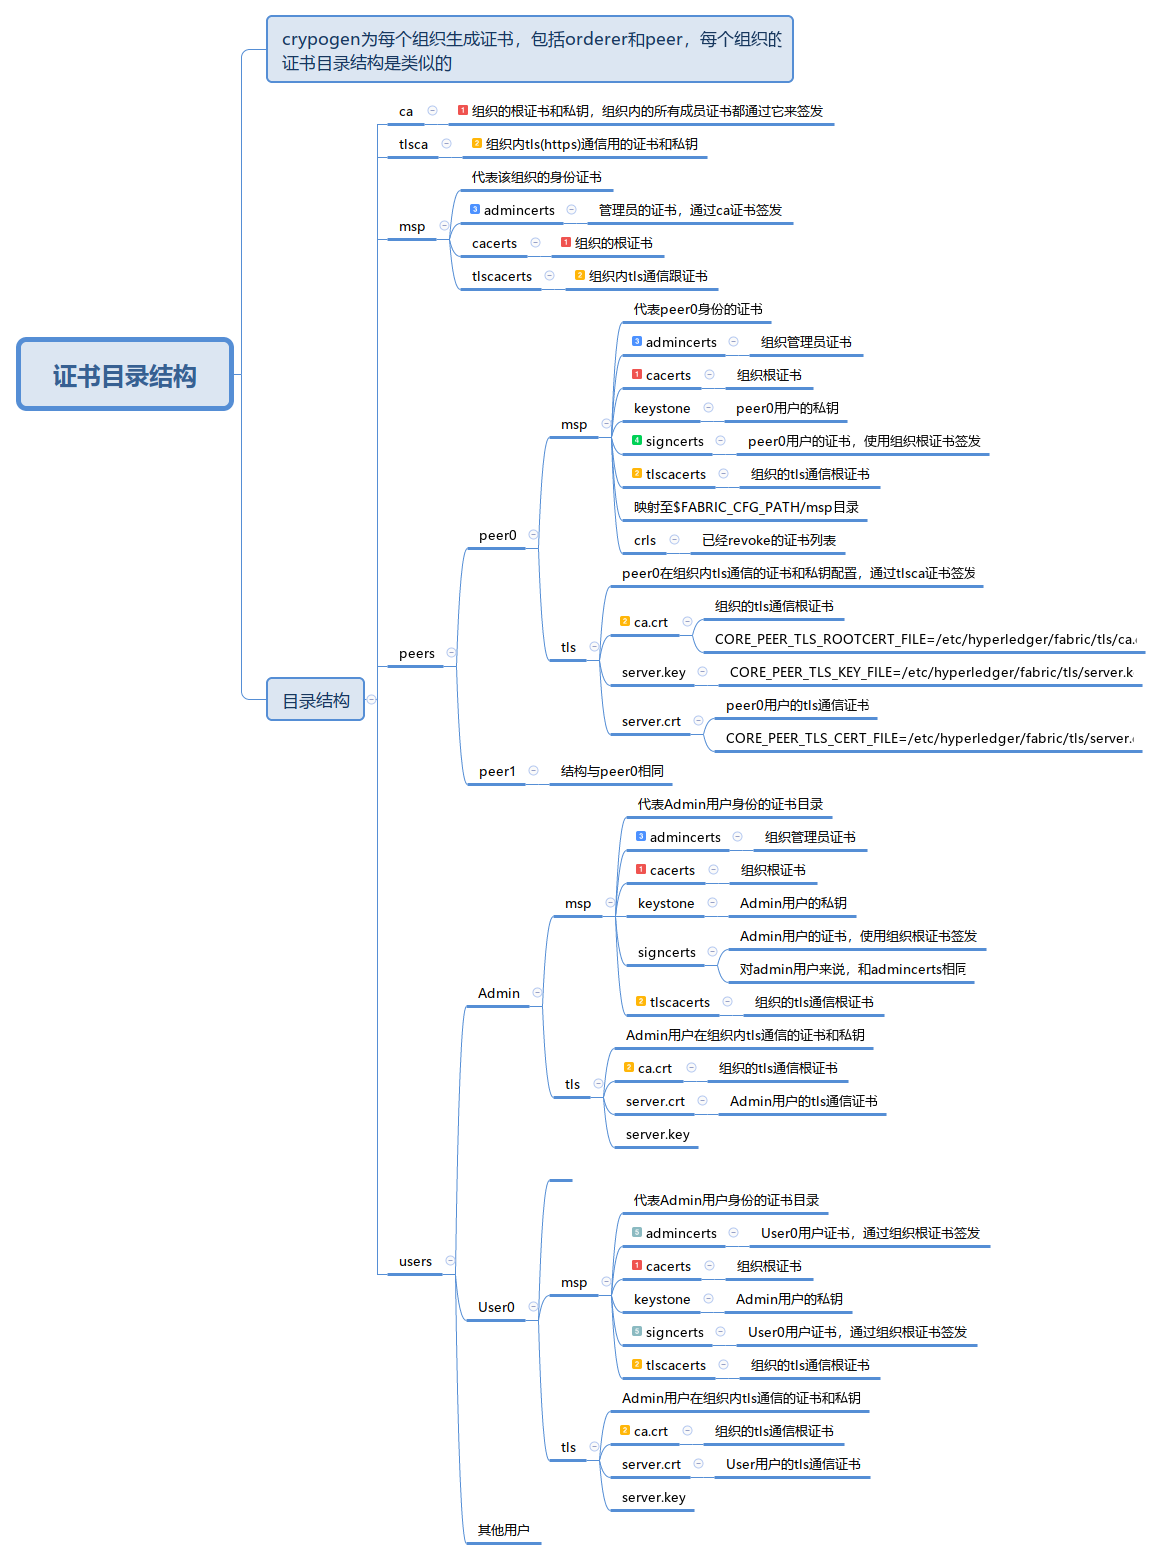 crypogen为每个组织生成证书，包括orderer和peer，每个组织的
证书目录结构是类似的
证书目录结构
目录结构
ca
1 组织的根证书和私钥，组织内的所有成员证书都通过它来签发
tlsca
2 组织内tls(https)通信用的证书和私钥
msp
代表该组织的身份证书
3 admincerts
管理员的证书，通过ca证书签发
cacerts
1 组织的根证书
tlscacerts
2 组织内tls通信跟证书
peers
peer0
msp
代表peer0身份的证书
3 admincerts
组织管理员证书
1 cacerts
组织根证书
keystone
peer0用户的私钥
4 signcerts
peer0用户的证书，使用组织根证书签发
2 tlscacerts
组织的tls通信根证书
映射至$FABRIC_CFG_PATH/msp目录
crls
已经revoke的证书列表
tls
peer0在组织内tls通信的证书和私钥配置，通过tlsca证书签发
2 ca.crt
组织的tls通信根证书
CORE_PEER_TLS_ROOTCERT_FILE=/etc/hyperledger/fabric/tls/ca.
server.key
CORE_PEER_TLS_KEY_FILE=/etc/hyperledger/fabric/tls/server.k
server.crt
peer0用户的tls通信证书
CORE_PEER_TLS_CERT_FILE=/etc/hyperledger/fabric/tls/server.
peer1
结构与peer0相同
users
Admin
msp
代表Admin用户身份的证书目录
3 admincerts
组织管理员证书
1 cacerts
组织根证书
keystone
Admin用户的私钥
signcerts
Admin用户的证书，使用组织根证书签发
对admin用户来说，和admincerts相同
2 tlscacerts
组织的tls通信根证书
tls
Admin用户在组织内tls通信的证书和私钥
2 ca.crt
组织的tls通信根证书
server.crt
Admin用户的tls通信证书
server.key
User0
msp
代表Admin用户身份的证书目录
5 admincerts
User0用户证书，通过组织根证书签发
1 cacerts
组织根证书
keystone
Admin用户的私钥
5 signcerts
User0用户证书，通过组织根证书签发
2 tlscacerts
组织的tls通信根证书
tls
Admin用户在组织内tls通信的证书和私钥
2 ca.crt
组织的tls通信根证书
server.crt
User用户的tls通信证书
server.key
其他用户